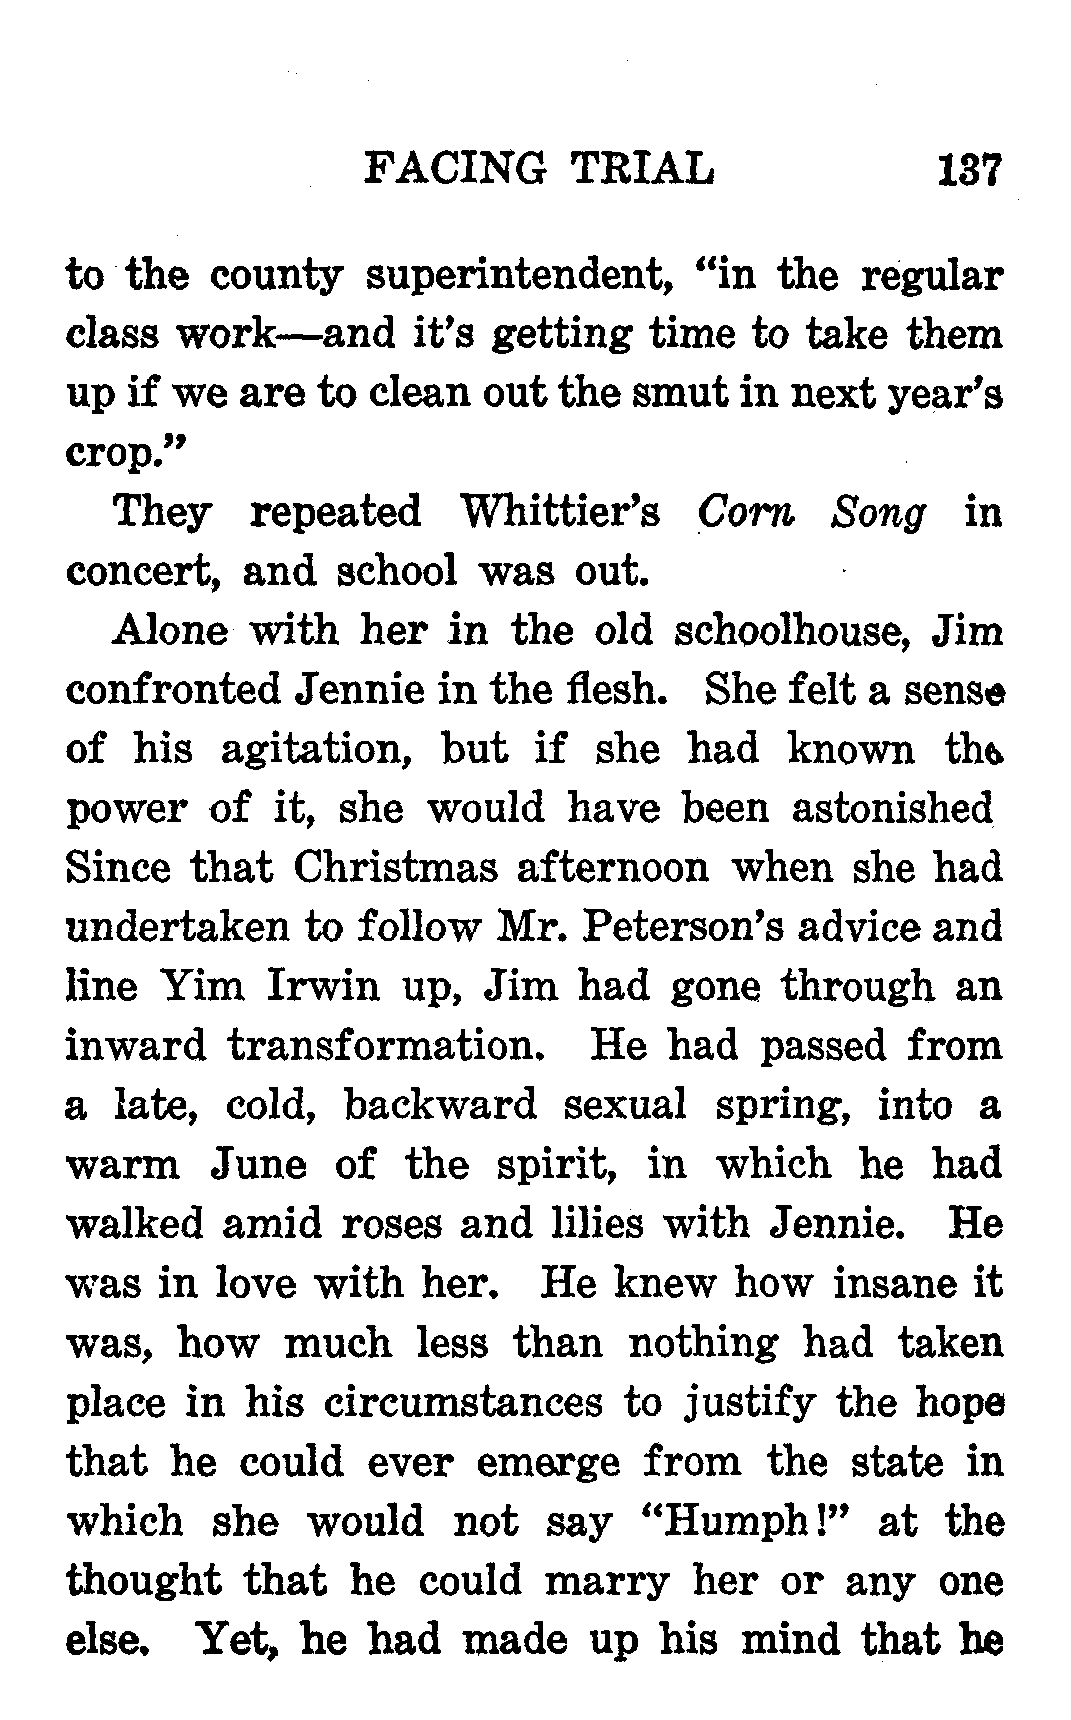 FACING TRIAL 137
to the county superintendent, “in the regular
class work—and it’s getting time to take them
up if we are to clean out the smut in next year’s
crop.”
They repeated Whittier’s Corn Song in
concert, and school was out.
Alone with her in the old schoolhouse, Jim
confronted Jennie in the flesh. She felt a sense
of his agitation, but if she had known the
power of it, she would have been astonished
Since that Christmas afternoon when she had
undertaken to follow Mr. Peterson’s advice and
line Yim Irwin up, Jim had gone through an
inward transformation. He had passed from
a late, cold, backward sexual spring, into a
warm June of the spirit, in which he had
walked amid roses and lilies with Jennie. He
was in love with her. He knew how insane it
was, how much less than nothing had taken
place in his circumstances to justify the hope
that he could ever emerge from the state in
which she would not say “Humph!” at the
thought that he could marry her or any one
else. Yet, he had made up his mind that he